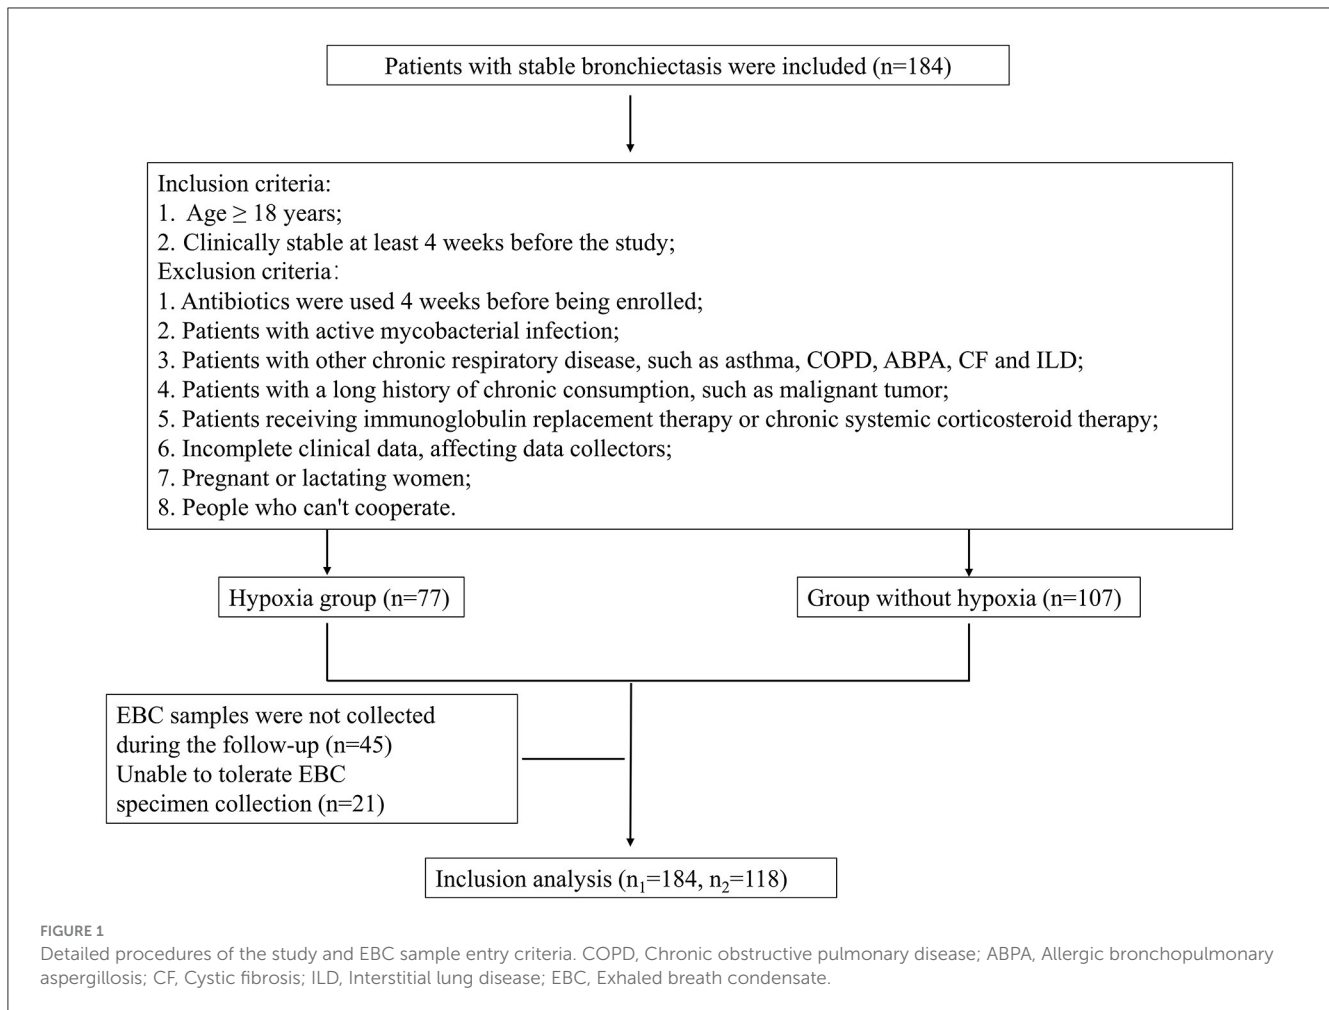 Patients with stable bronchiectasis were included (n=184)
Inclusion criteria:
1. Age ≥ 18 years;
2. Clinically stable at least 4 weeks before the study;
Exclusion criteria:
1. Antibiotics were used 4 weeks before being enrolled;
2. Patients with active mycobacterial infection;
3. Patients with other chronic respiratory disease, such as asthma, COPD, ABPA, CF and ILD;
4. Patients with a long history of chronic consumption, such as malignant tumor;
5. Patients receiving immunoglobulin replacement therapy or chronic systemic corticosteroid therapy;
6. Incomplete clinical data, affecting data collectors;
7. Pregnant or lactating women;
8. People who can't cooperate.
Hypoxia group (n=77)
Group without hypoxia (n=107)
EBC samples were not collected
during the follow-up (n=45)
Unable to tolerate EBC
specimen collection (n=21)
Inclusion analysis (n₁=184, n₂=118)
FIGURE 1
Detailed procedures of the study and EBC sample entry criteria. COPD, Chronic obstructive pulmonary disease; ABPA, Allergic bronchopulmonary
aspergillosis; CF, Cystic fibrosis; ILD, Interstitial lung disease; EBC, Exhaled breath condensate.